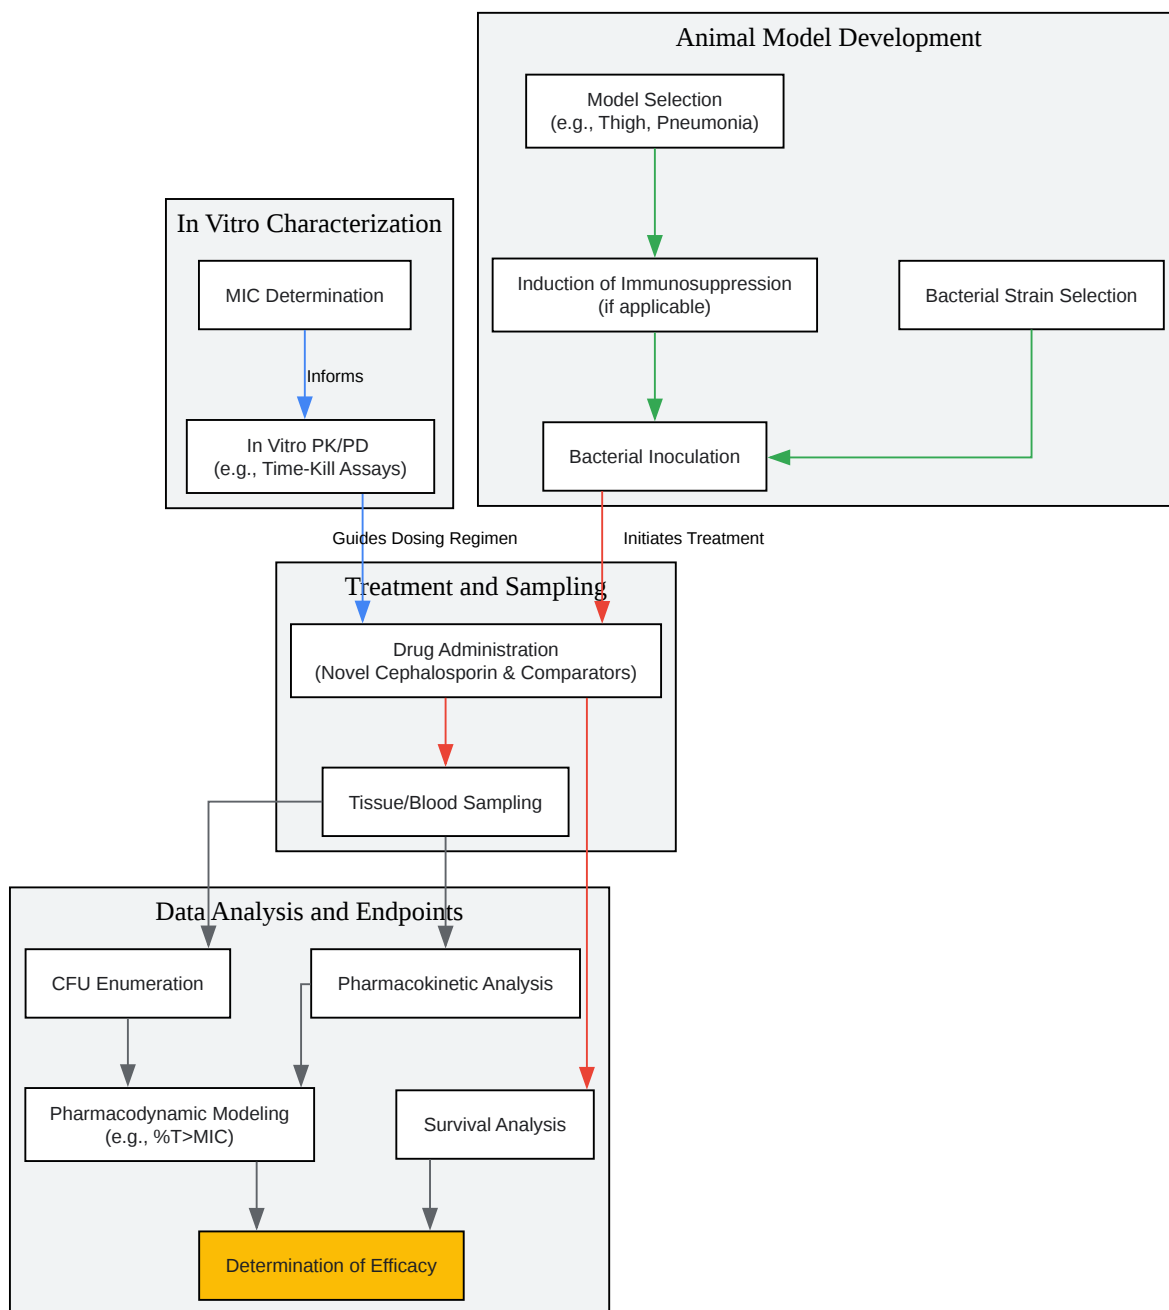 Animal Model Development
Model Selection
(e.g., Thigh, Pneumonia)
In Vitro Characterization
MIC Determination
Induction of Immunosuppression
(if applicable)
Bacterial Strain Selection
Informs
In Vitro PK/PD
(e.g., Time-Kill Assays)
Bacterial Inoculation
Guides Dosing Regimen
Initiates Treatment
Treatment and Sampling
Drug Administration
(Novel Cephalosporin & Comparators)
Tissue/Blood Sampling
Data Analysis and Endpoints
CFU Enumeration
Pharmacokinetic Analysis
Pharmacodynamic Modeling
(e.g., %T>MIC)
Survival Analysis
Determination of Efficacy